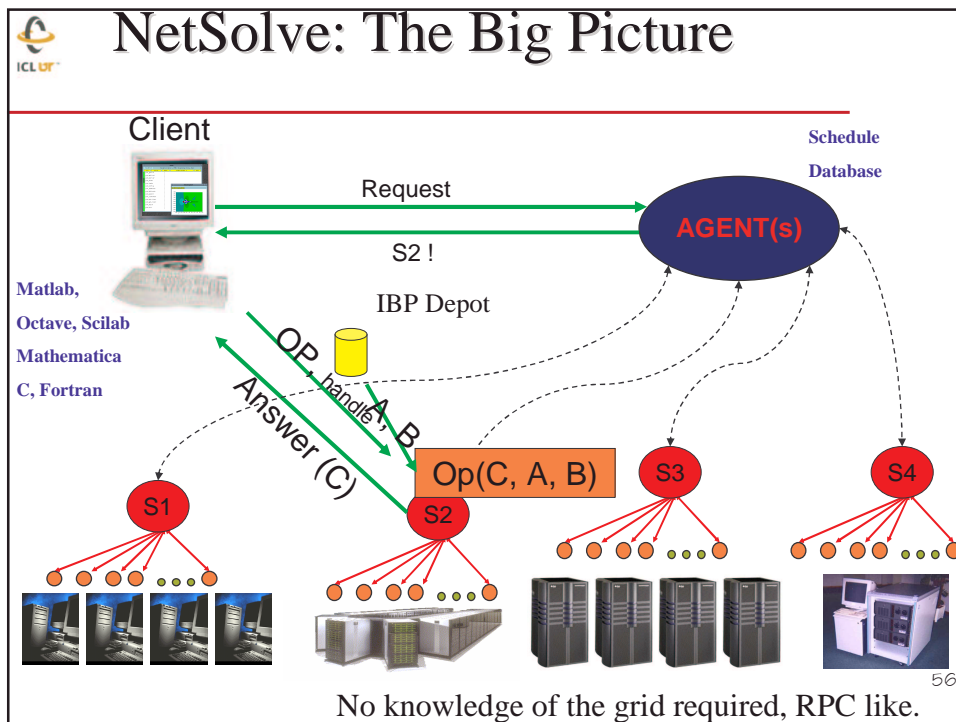 NetSolve: The Big Picture
ICL UT
Client
Schedule
Database
Request
AGENT(s)
S2 !
IBP Depot
Matlab,
Octave, Scilab
Mathematica
C, Fortran
OP, handle
A, B
Answer (C)
Op(C, A, B)
S1
S2
S3
S4
56
No knowledge of the grid required, RPC like.